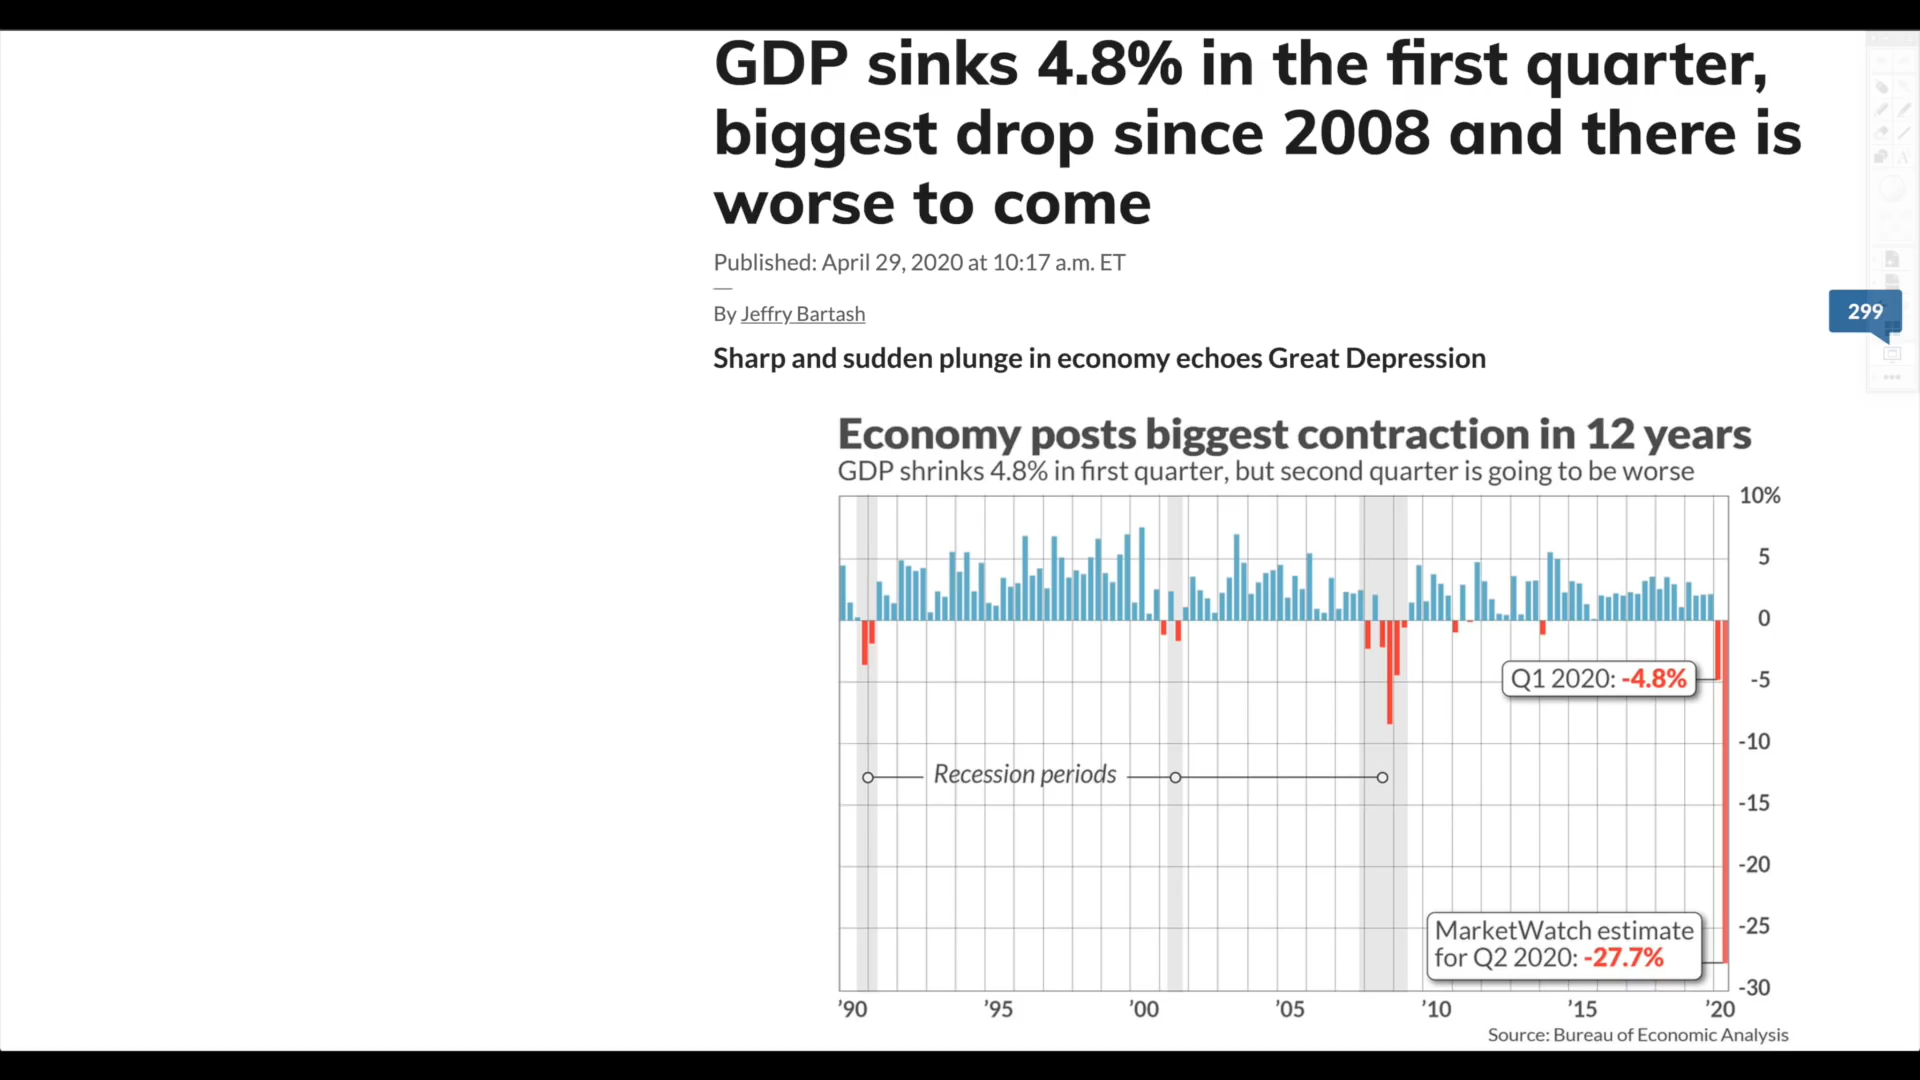 GDP sinks 4.8% in the first quarter,
biggest drop since 2008 and there is
worse to come
Published: April 29, 2020 at 10:17 a.m. ET
By Jeffry Bartash
299
Sharp and sudden plunge in economy echoes Great Depression
Economy posts biggest contraction in 12 years
GDP shrinks 4.8% in first quarter, but second quarter is going to be worse
10%
5
0
Q1 2020: -4.8%
-5
-10
Recession periods
-15
-20
MarketWatch estimate
for Q2 2020: -27.7%
-25
-30
'90 '95 '00 '05 '10 '15 '20
Source: Bureau of Economic Analysis